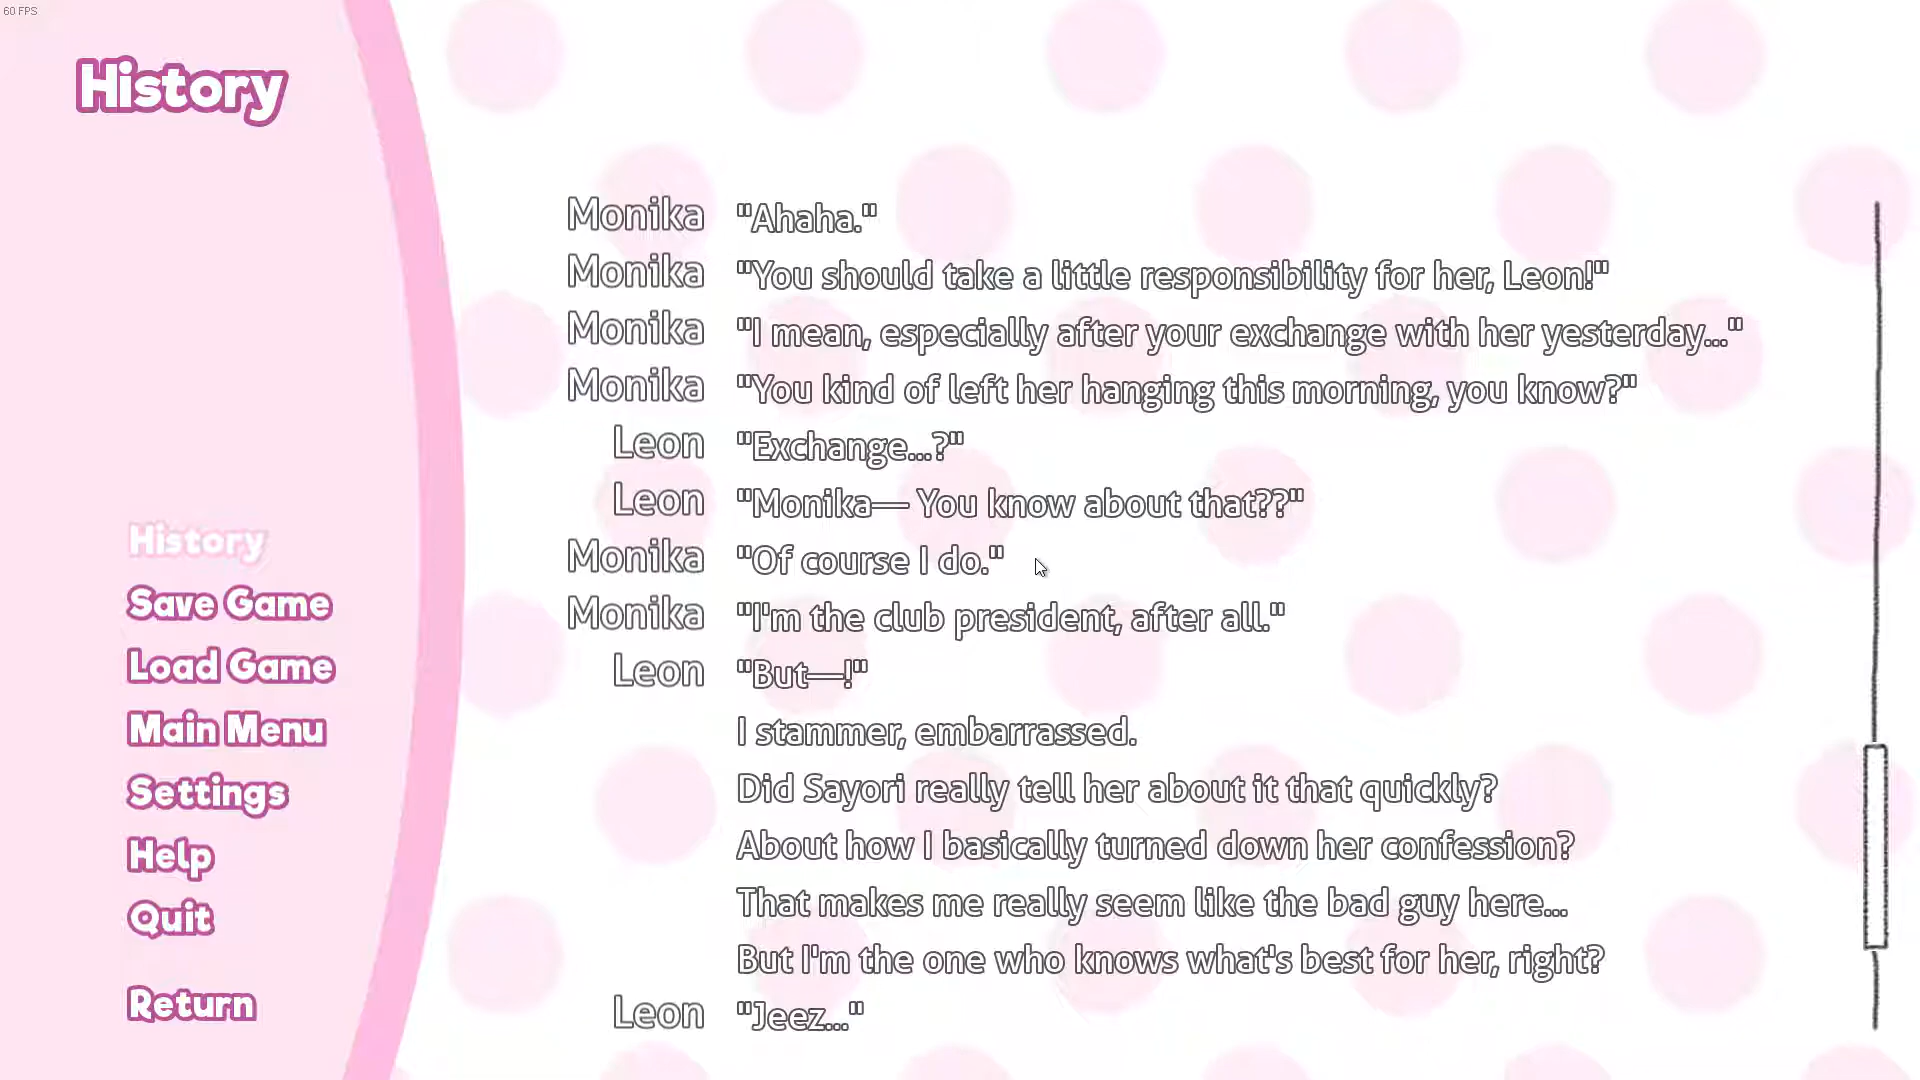 60 FPS
History
Monika "Ahaha."
Monika "You should take a little responsibility for her, Leon!"
Monika "I mean, especially after your exchange with her yesterday..."
Monika "You kind of left her hanging this morning, you know?"
Leon "Exchange...?"
Leon "Monika— You know about that??"
Monika "Of course I do."
Monika "I'm the club president, after all."
Leon "But—!"
I stammer, embarrassed.
Did Sayori really tell her about it that quickly?
About how I basically turned down her confession?
That makes me really seem like the bad guy here...
But I'm the one who knows what's best for her, right?
Leon "Jeez..."
History
Save Game
Load Game
Main Menu
Settings
Help
Quit
Return